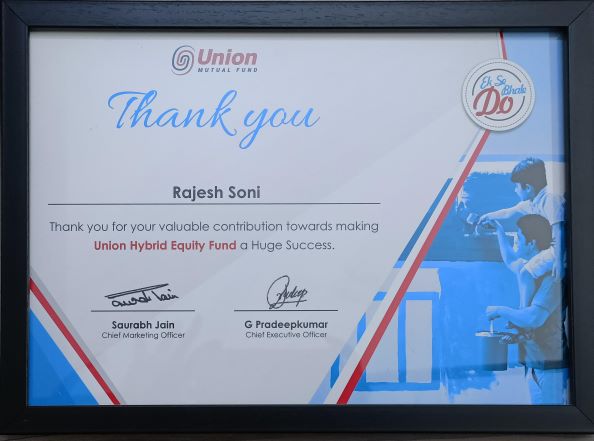 Union
MUTUAL FUND
Ek Se
Bhale
Do
Thank you
Rajesh Soni
Thank you for your valuable contribution towards making
Union Hybrid Equity Fund a Huge Success.
Saurabh Jain
Chief Marketing Officer
G Pradeepkumar
Chief Executive Officer